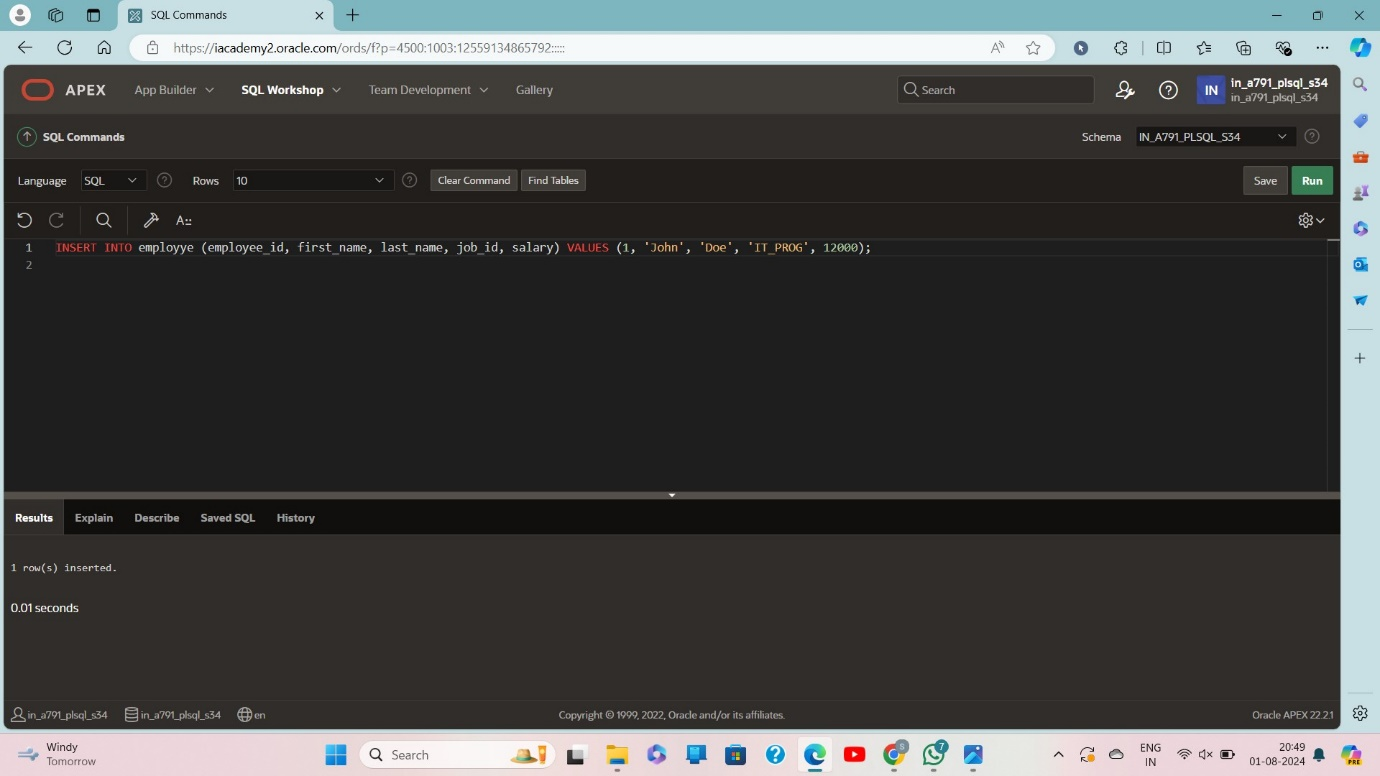 SQL Commands
https://iacademy2.oracle.com/ords/f?p=4500:1003:12559134865792:::::
APEX App Builder SQL Workshop Team Development Gallery Search IN in_a791_plsql_s34
in_a791_plsql_s34
SQL Commands Schema IN_A791_PLSQL_S34
Language SQL Rows 10 Clear Command Find Tables Save Run
A::
1 INSERT INTO employye (employee_id, first_name, last_name, job_id, salary) VALUES (1, 'John', 'Doe', 'IT_PROG', 12000);
2
Results Explain Describe Saved SQL History
1 row(s) inserted.
0.01 seconds
in_a791_plsql_s34 in_a791_plsql_s34 en Copyright © 1999, 2022, Oracle and/or its affiliates. Oracle APEX 22.2.1
Windy
Tomorrow
Search
S
7
ENG
IN
20:49
01-08-2024
PRE